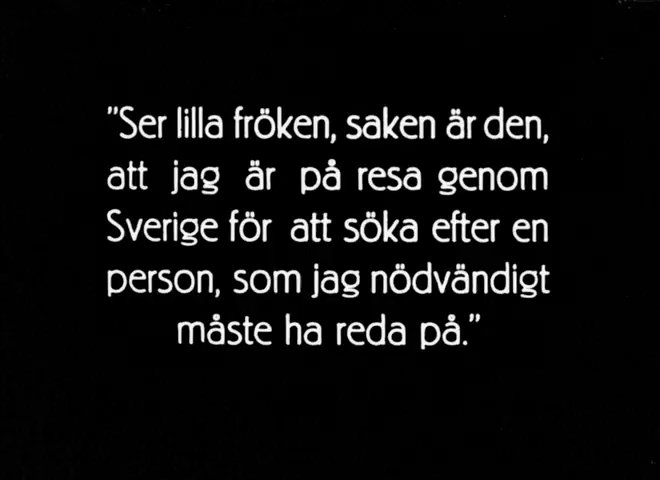 "Ser lilla fröken, saken är den,
att jag är på resa genom
Sverige för att söka efter en
person, som jag nödvändigt
måste ha reda på."